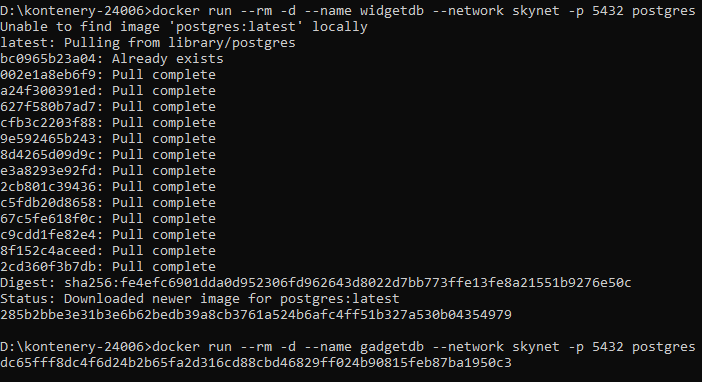 D:\kontenery-24006>docker run --rm -d --name widgetdb --network skynet -p 5432 postgres
Unable to find image 'postgres:latest' locally
latest: Pulling from library/postgres
bc0965b23a04: Already exists
002e1a8eb6f9: Pull complete
a24f300391ed: Pull complete
627f580b7ad7: Pull complete
cfb3c2203f88: Pull complete
9e592465b243: Pull complete
8d4265d09d9c: Pull complete
e3a8293e92fd: Pull complete
2cb801c39436: Pull complete
c5fdb20d8658: Pull complete
67c5fe618f0c: Pull complete
c9cdd1fe82e4: Pull complete
8f152c4aceed: Pull complete
2cd360f3b7db: Pull complete
Digest: sha256:fe4efc6901dda0d952306fd962643d8022d7bb773ffe13fe8a21551b9276e50c
Status: Downloaded newer image for postgres:latest
285b2bbe3e31b3e6b62bedb39a8cb3761a524b6afc4ff51b327a530b04354979
D:\kontenery-24006>docker run --rm -d --name gadgetdb --network skynet -p 5432 postgres
dc65fff8dc4f6d24b2b65fa2d316cd88cbd46829ff024b90815feb87ba1950c3